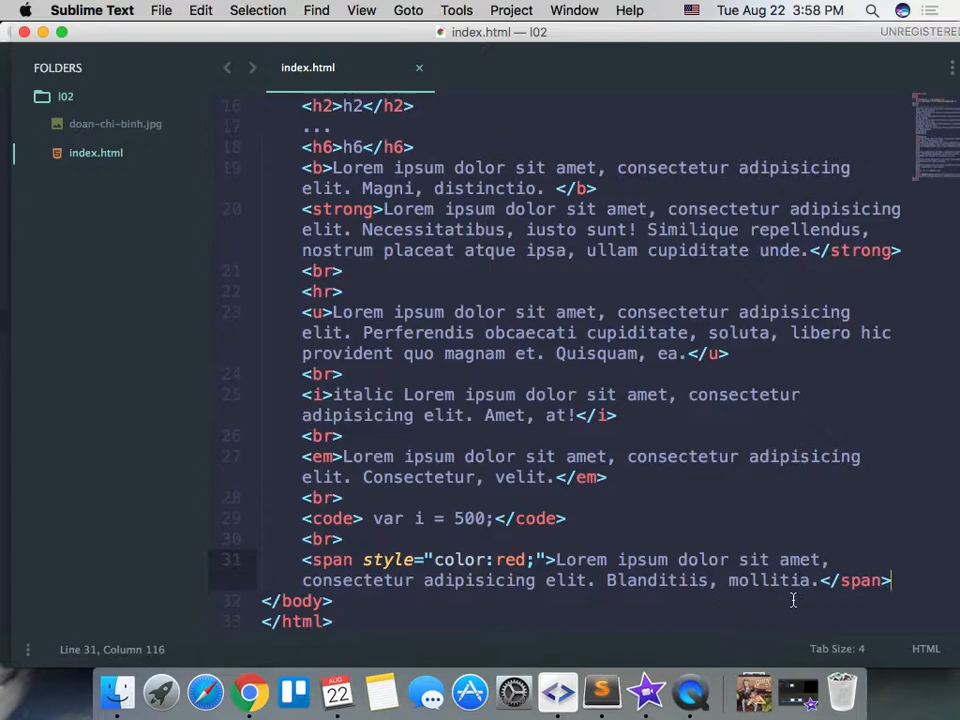 Sublime Text File Edit Selection Find View Goto Tools Project Window Help Tue Aug 22 3:58 PM
index.html — l02 UNREGISTERED
FOLDERS
l02
doan-chi-binh.jpg
index.html
index.html ×
16 <h2>h2</h2>
17 ...
18 <h6>h6</h6>
19 <b>Lorem ipsum dolor sit amet, consectetur adipisicing
elit. Magni, distinctio. </b>
20 <strong>Lorem ipsum dolor sit amet, consectetur adipisicing
elit. Necessitatibus, iusto sunt! Similique repellendus,
nostrum placeat atque ipsa, ullam cupiditate unde.</strong>
21 <br>
22 <hr>
23 <u>Lorem ipsum dolor sit amet, consectetur adipisicing
elit. Perferendis obcaecati cupiditate, soluta, libero hic
provident quo magnam et. Quisquam, ea.</u>
24 <br>
25 <i>italic Lorem ipsum dolor sit amet, consectetur
adipisicing elit. Amet, at!</i>
26 <br>
27 <em>Lorem ipsum dolor sit amet, consectetur adipisicing
elit. Consectetur, velit.</em>
28 <br>
29 <code> var i = 500;</code>
30 <br>
31 <span style="color:red;">Lorem ipsum dolor sit amet,
consectetur adipisicing elit. Blanditiis, mollitia.</span>
32 </body>
33 </html>
Line 31, Column 116 Tab Size: 4 HTML
AUG
22